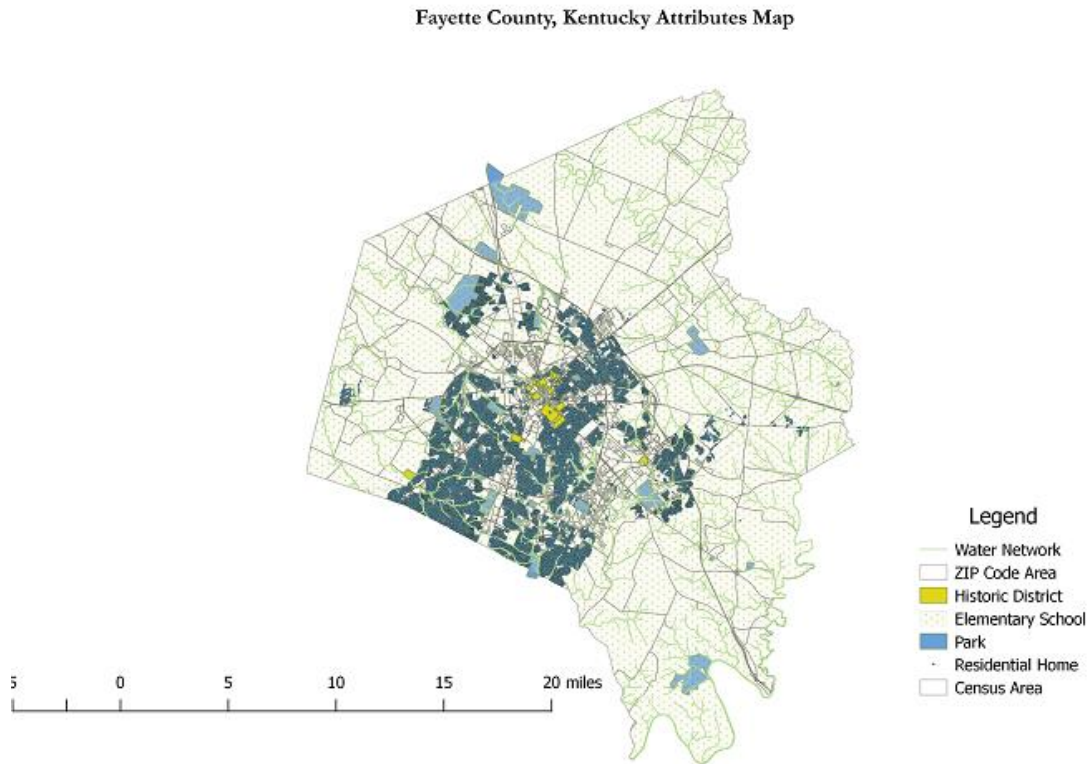 Fayette County, Kentucky Attributes Map
Legend
Water Network
ZIP Code Area
Historic District
Elementary School
Park
Residential Home
Census Area
5 0 5 10 15 20 miles